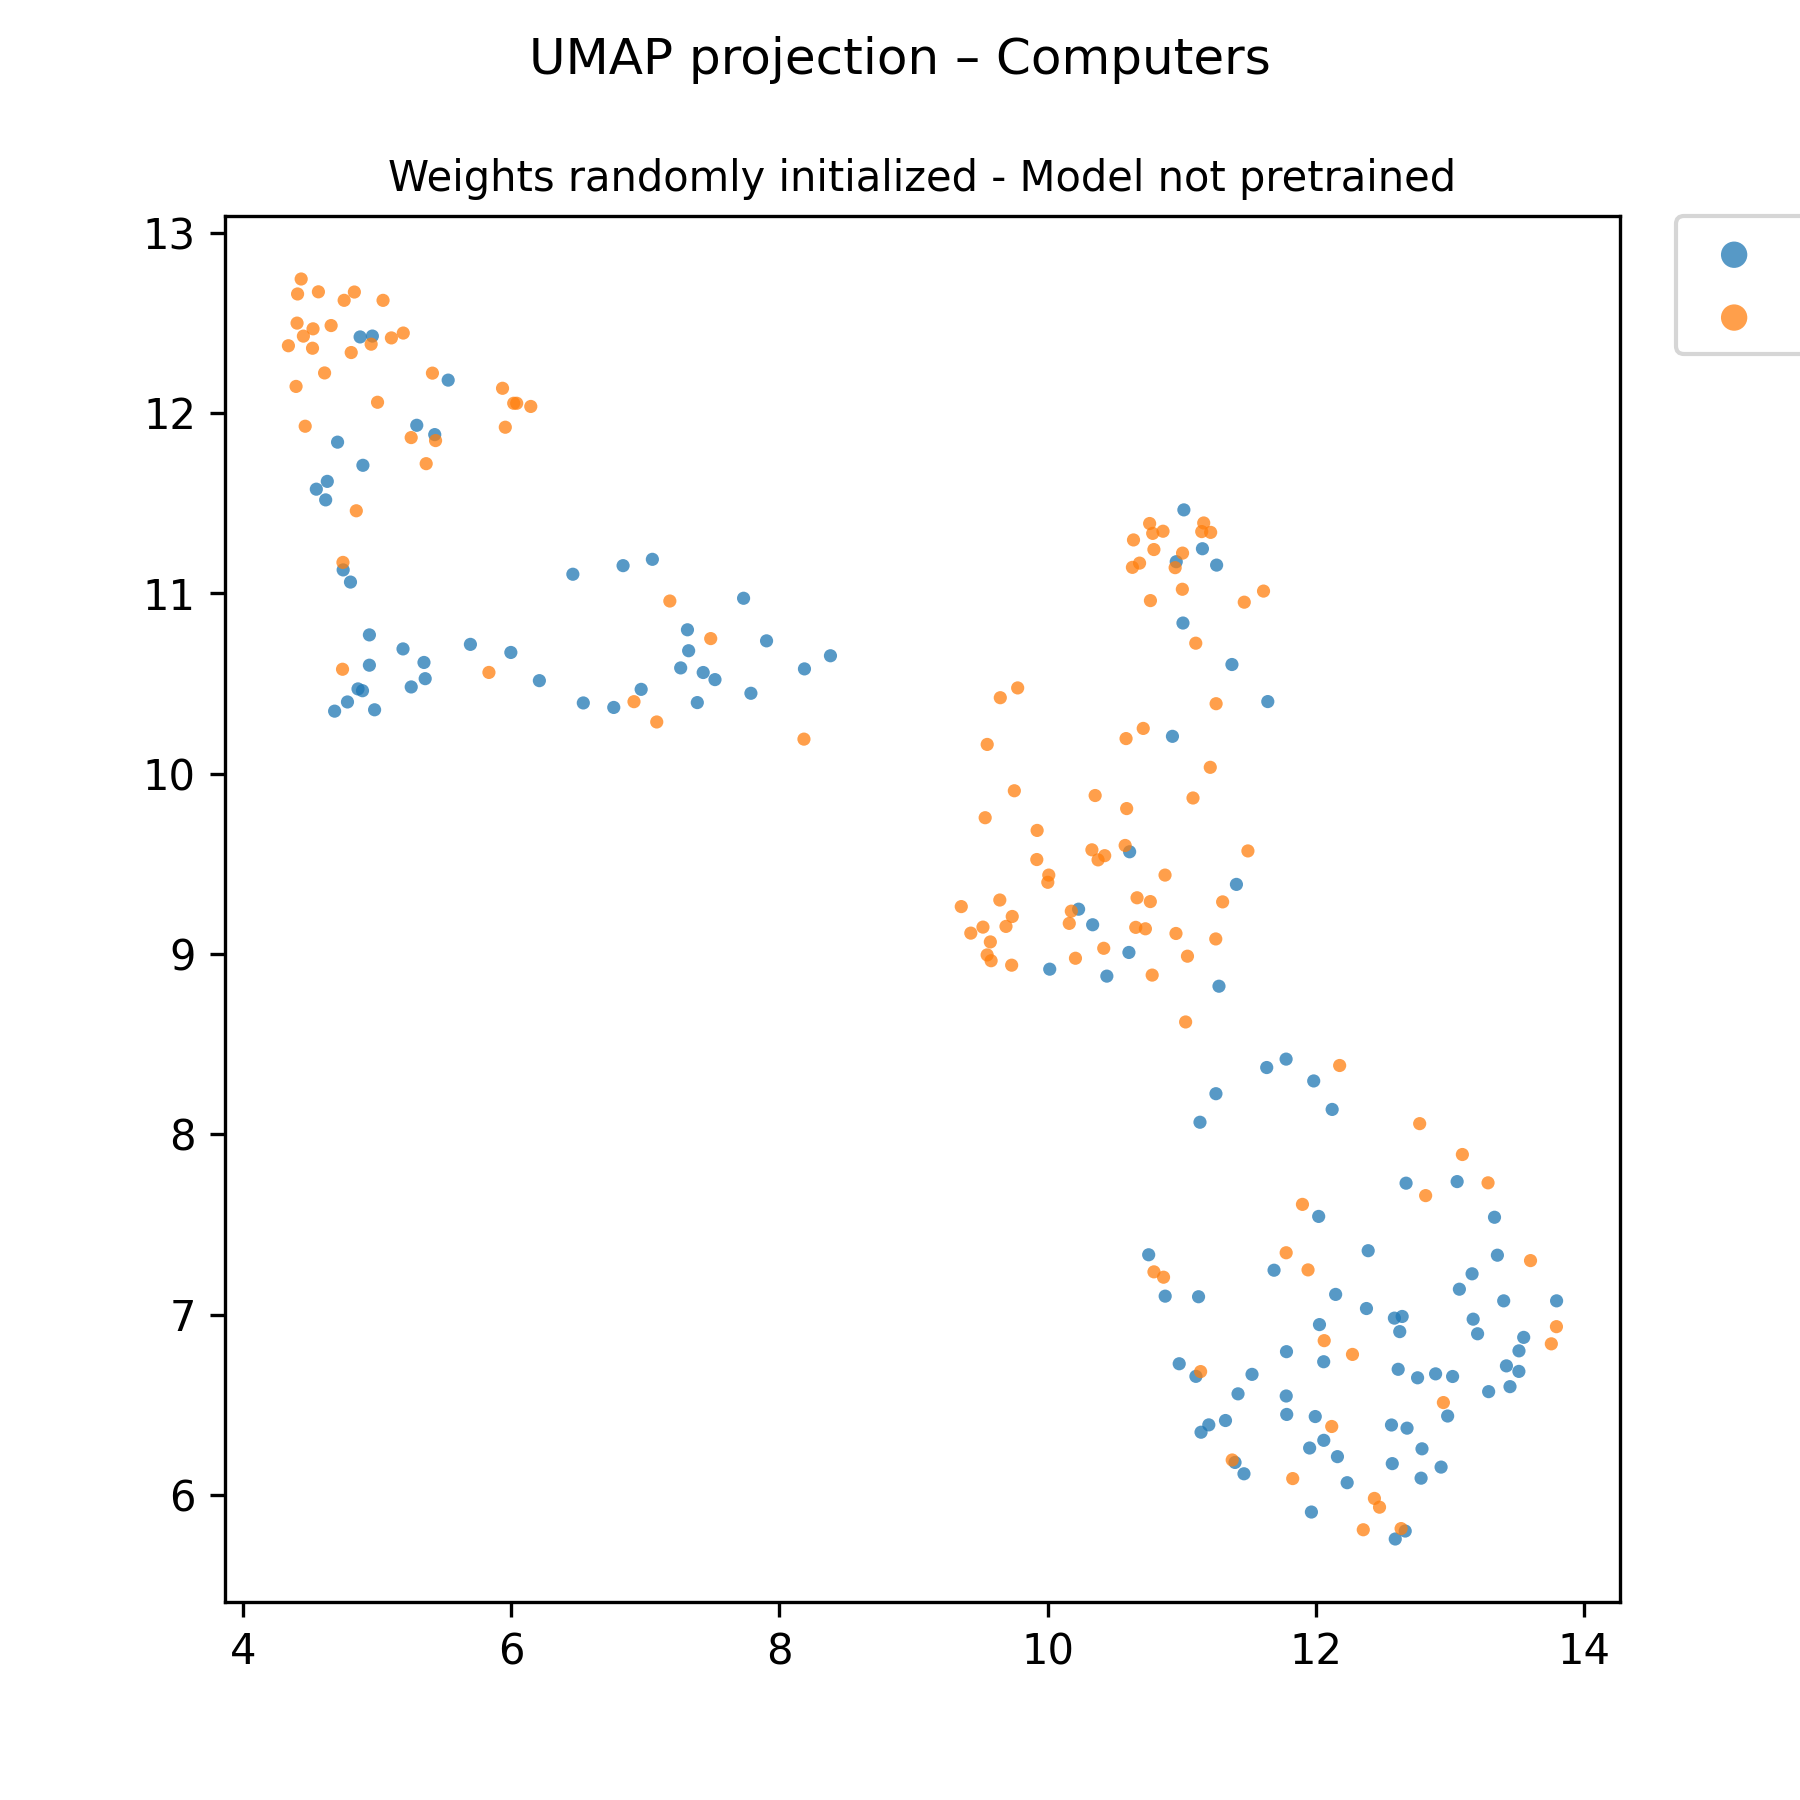 UMAP projection – Computers
Weights randomly initialized - Model not pretrained
13
12
11
10
9
8
7
6
4 6 8 10 12 14